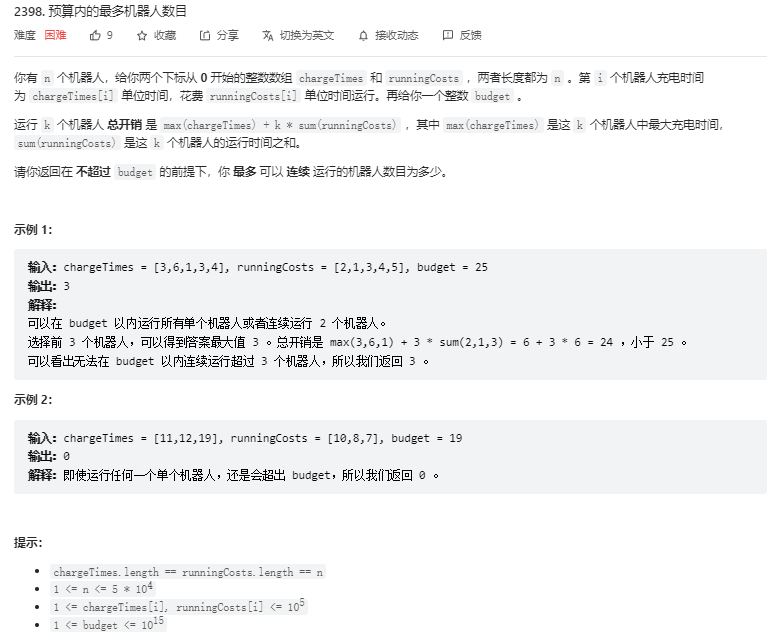 2398. 预算内的最多机器人数目
难度 困难 9 收藏 分享 切换为英文 接收动态 反馈
你有 n 个机器人，给你两个下标从 0 开始的整数数组 chargeTimes 和 runningCosts ，两者长度都为 n 。第 i 个机器人充电时间
为 chargeTimes[i] 单位时间，花费 runningCosts[i] 单位时间运行。再给你一个整数 budget 。
运行 k 个机器人 总开销 是 max(chargeTimes) + k * sum(runningCosts) ，其中 max(chargeTimes) 是这 k 个机器人中最大充电时间，
sum(runningCosts) 是这 k 个机器人的运行时间之和。
请你返回在 不超过 budget 的前提下，你 最多 可以 连续 运行的机器人数目为多少。
示例 1：
输入：chargeTimes = [3,6,1,3,4], runningCosts = [2,1,3,4,5], budget = 25
输出：3
解释：
可以在 budget 以内运行所有单个机器人或者连续运行 2 个机器人。
选择前 3 个机器人，可以得到答案最大值 3 。总开销是 max(3,6,1) + 3 * sum(2,1,3) = 6 + 3 * 6 = 24 ，小于 25 。
可以看出无法在 budget 以内连续运行超过 3 个机器人，所以我们返回 3 。
示例 2：
输入：chargeTimes = [11,12,19], runningCosts = [10,8,7], budget = 19
输出：0
解释：即使运行任何一个单个机器人，还是会超出 budget，所以我们返回 0 。
提示：
• chargeTimes.length == runningCosts.length == n
• 1 <= n <= 5 * 10⁴
• 1 <= chargeTimes[i], runningCosts[i] <= 10⁵
• 1 <= budget <= 10¹⁵